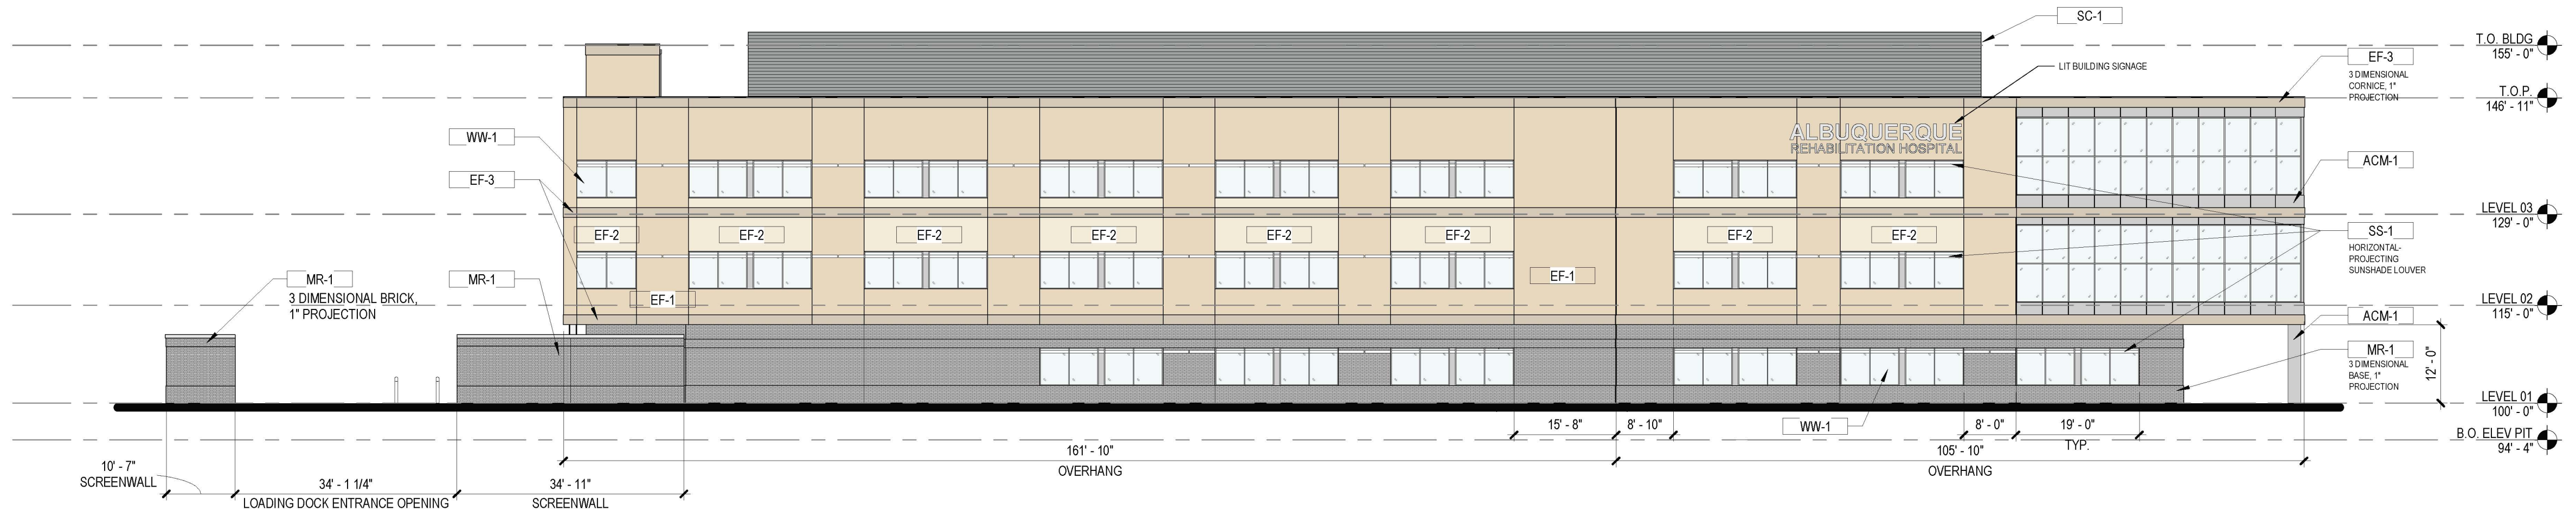 SC-1
T.O. BLDG
155' - 0"
EF-3
3 DIMENSIONAL
CORNICE, 1"
PROJECTION
LIT BUILDING SIGNAGE
T.O.P.
146' - 11"
WW-1
ALBUQUERQUE
REHABILITATION HOSPITAL
ACM-1
EF-3
LEVEL 03
129' - 0"
EF-2
EF-2
EF-2
EF-2
EF-2
EF-2
EF-2
EF-2
SS-1
HORIZONTAL-
PROJECTING
SUNSHADE LOUVER
MR-1
3 DIMENSIONAL BRICK,
1" PROJECTION
MR-1
EF-1
EF-1
LEVEL 02
115' - 0"
ACM-1
MR-1
3 DIMENSIONAL
BASE, 1"
PROJECTION
12' - 0"
LEVEL 01
100' - 0"
15' - 8"
8' - 10"
WW-1
8' - 0"
19' - 0"
TYP.
B.O. ELEV PIT
94' - 4"
161' - 10"
OVERHANG
105' - 10"
OVERHANG
10' - 7"
SCREENWALL
34' - 1 1/4"
LOADING DOCK ENTRANCE OPENING
34' - 11"
SCREENWALL